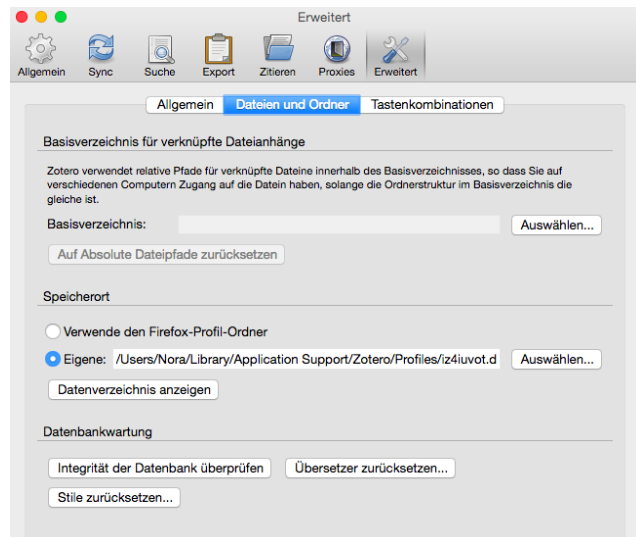 Erweitert
Allgemein Sync Suche Export Zitieren Proxies Erweitert
Allgemein Dateien und Ordner Tastenkombinationen
Basisverzeichnis für verknüpfte Dateianhänge
Zotero verwendet relative Pfade für verknüpfte Dateine innerhalb des Basisverzeichnisses, so dass Sie auf
verschiedenen Computern Zugang auf die Datein haben, solange die Ordnerstruktur im Basisverzeichnis die
gleiche ist.
Basisverzeichnis: Auswählen...
Auf Absolute Dateipfade zurücksetzen
Speicherort
Verwende den Firefox-Profil-Ordner
Eigene: /Users/Nora/Library/Application Support/Zotero/Profiles/iz4iuvot.d Auswählen...
Datenverzeichnis anzeigen
Datenbankwartung
Integrität der Datenbank überprüfen Übersetzer zurücksetzen...
Stile zurücksetzen...